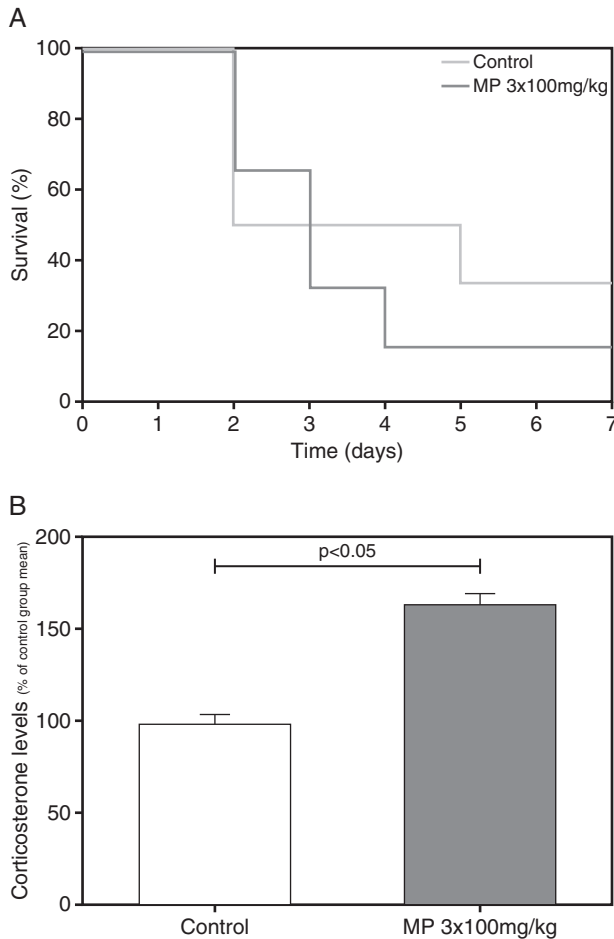 A
Survival (%)
100
80
60
40
20
0
Control
MP 3x100mg/kg
0 1 2 3 4 5 6 7
Time (days)
B
Corticosterone levels (% of control group mean)
200
150
100
50
0
p<0.05
Control MP 3x100mg/kg